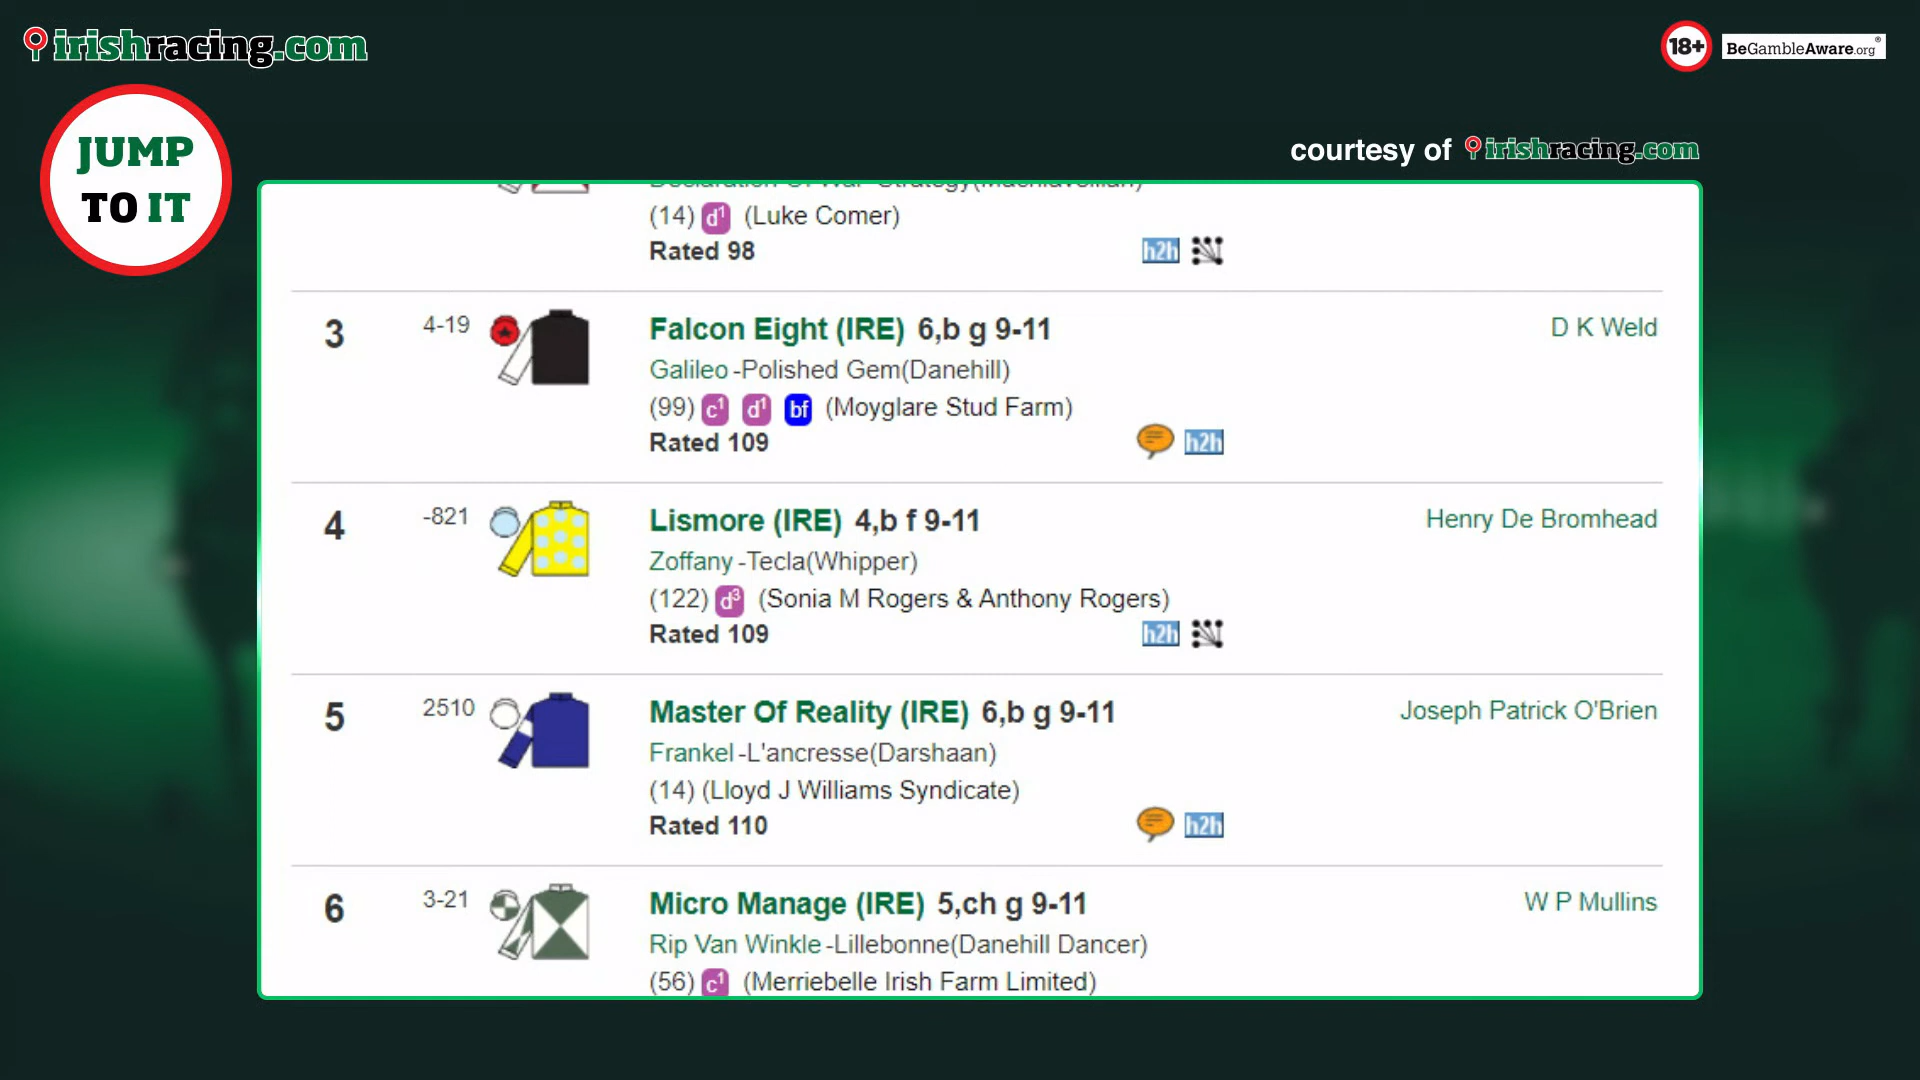 irishracing.com
18+
BeGambleAware.org®
JUMP
TO IT
courtesy of irishracing.com
Declaration Of War -Strategy(Machiavellian)
(14) d1 (Luke Comer)
Rated 98
h2h
3
4-19
Falcon Eight (IRE) 6,b g 9-11
D K Weld
Galileo -Polished Gem(Danehill)
(99) c1 d1 bf (Moyglare Stud Farm)
Rated 109
h2h
4
-821
Lismore (IRE) 4,b f 9-11
Henry De Bromhead
Zoffany -Tecla(Whipper)
(122) d3 (Sonia M Rogers & Anthony Rogers)
Rated 109
h2h
5
2510
Master Of Reality (IRE) 6,b g 9-11
Joseph Patrick O'Brien
Frankel -L'ancresse(Darshaan)
(14) (Lloyd J Williams Syndicate)
Rated 110
h2h
6
3-21
Micro Manage (IRE) 5,ch g 9-11
W P Mullins
Rip Van Winkle -Lillebonne(Danehill Dancer)
(56) c1 (Merriebelle Irish Farm Limited)